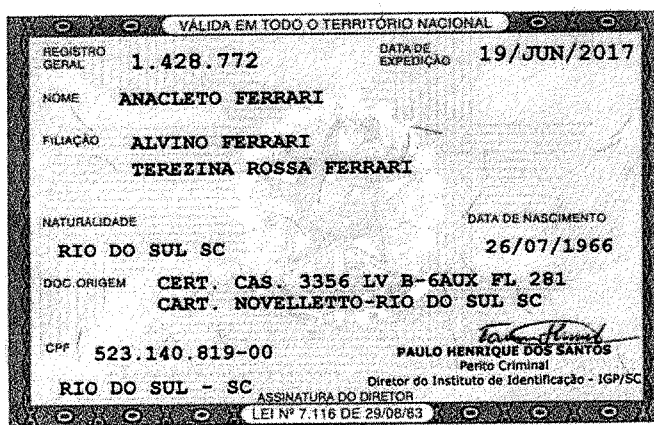 VÁLIDA EM TODO O TERRITÓRIO NACIONAL
REGISTRO GERAL 1.428.772 DATA DE EXPEDIÇÃO 19/JUN/2017
NOME ANACLETO FERRARI
FILIAÇÃO ALVINO FERRARI
TEREZINA ROSSA FERRARI
NATURALIDADE DATA DE NASCIMENTO
RIO DO SUL SC 26/07/1966
DOC.ORIGEM CERT. CAS. 3356 LV B-6AUX FL 281
CART. NOVELLETTO-RIO DO SUL SC
CPF 523.140.819-00
PAULO HENRIQUE DOS SANTOS
Perito Criminal
RIO DO SUL - SC Diretor do Instituto de Identificação - IGP/SC
ASSINATURA DO DIRETOR
LEI Nº 7.116 DE 29/08/83